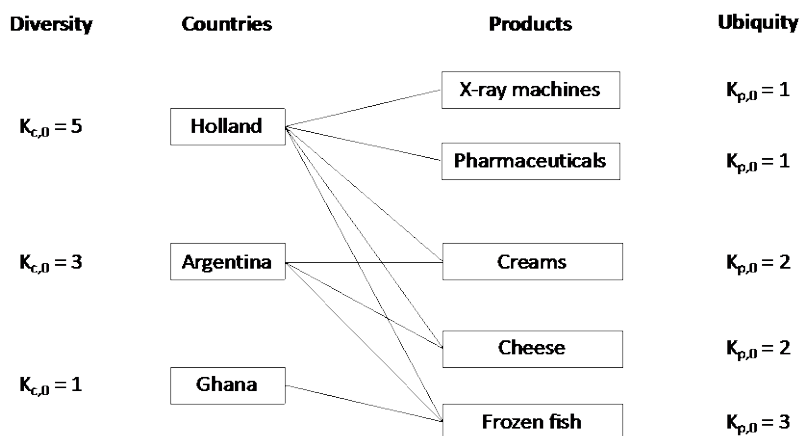 Diversity Countries Products Ubiquity
X-ray machines Kp,0 = 1
Kc,0 = 5 Holland
Pharmaceuticals Kp,0 = 1
Kc,0 = 3 Argentina Creams Kp,0 = 2
Cheese Kp,0 = 2
Kc,0 = 1 Ghana
Frozen fish Kp,0 = 3